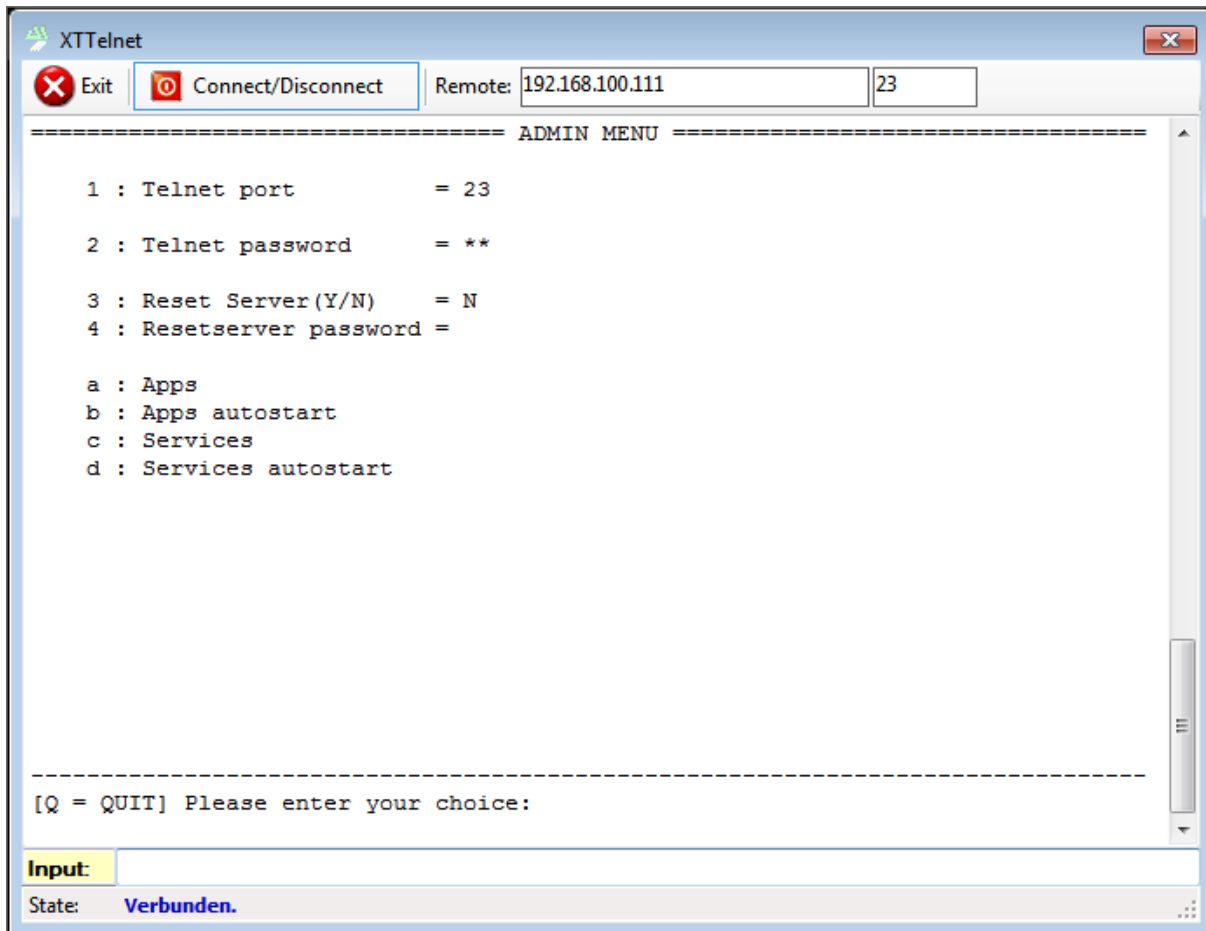 XTTelnet
Exit Connect/Disconnect Remote: 192.168.100.111 23
================================== ADMIN MENU ==================================
1 : Telnet port = 23
2 : Telnet password = **
3 : Reset Server(Y/N) = N
4 : Resetserver password =
a : Apps
b : Apps autostart
c : Services
d : Services autostart
--------------------------------------------------------------------------------
[Q = QUIT] Please enter your choice:
Input:
State: Verbunden.